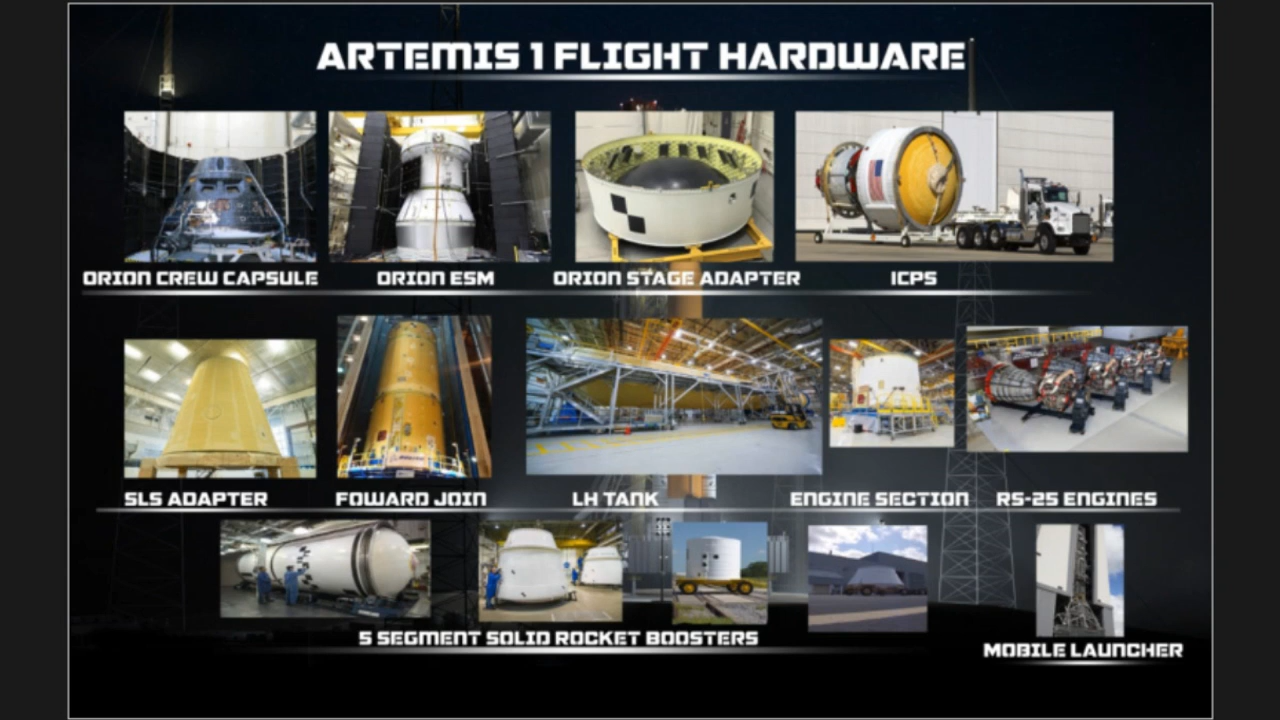 ARTEMIS 1 FLIGHT HARDWARE
ORION CREW CAPSULE
ORION ESM
ORION STAGE ADAPTER
ICPS
SLS ADAPTER
FOWARD JOIN
LH TANK
ENGINE SECTION
RS-25 ENGINES
5 SEGMENT SOLID ROCKET BOOSTERS
MOBILE LAUNCHER